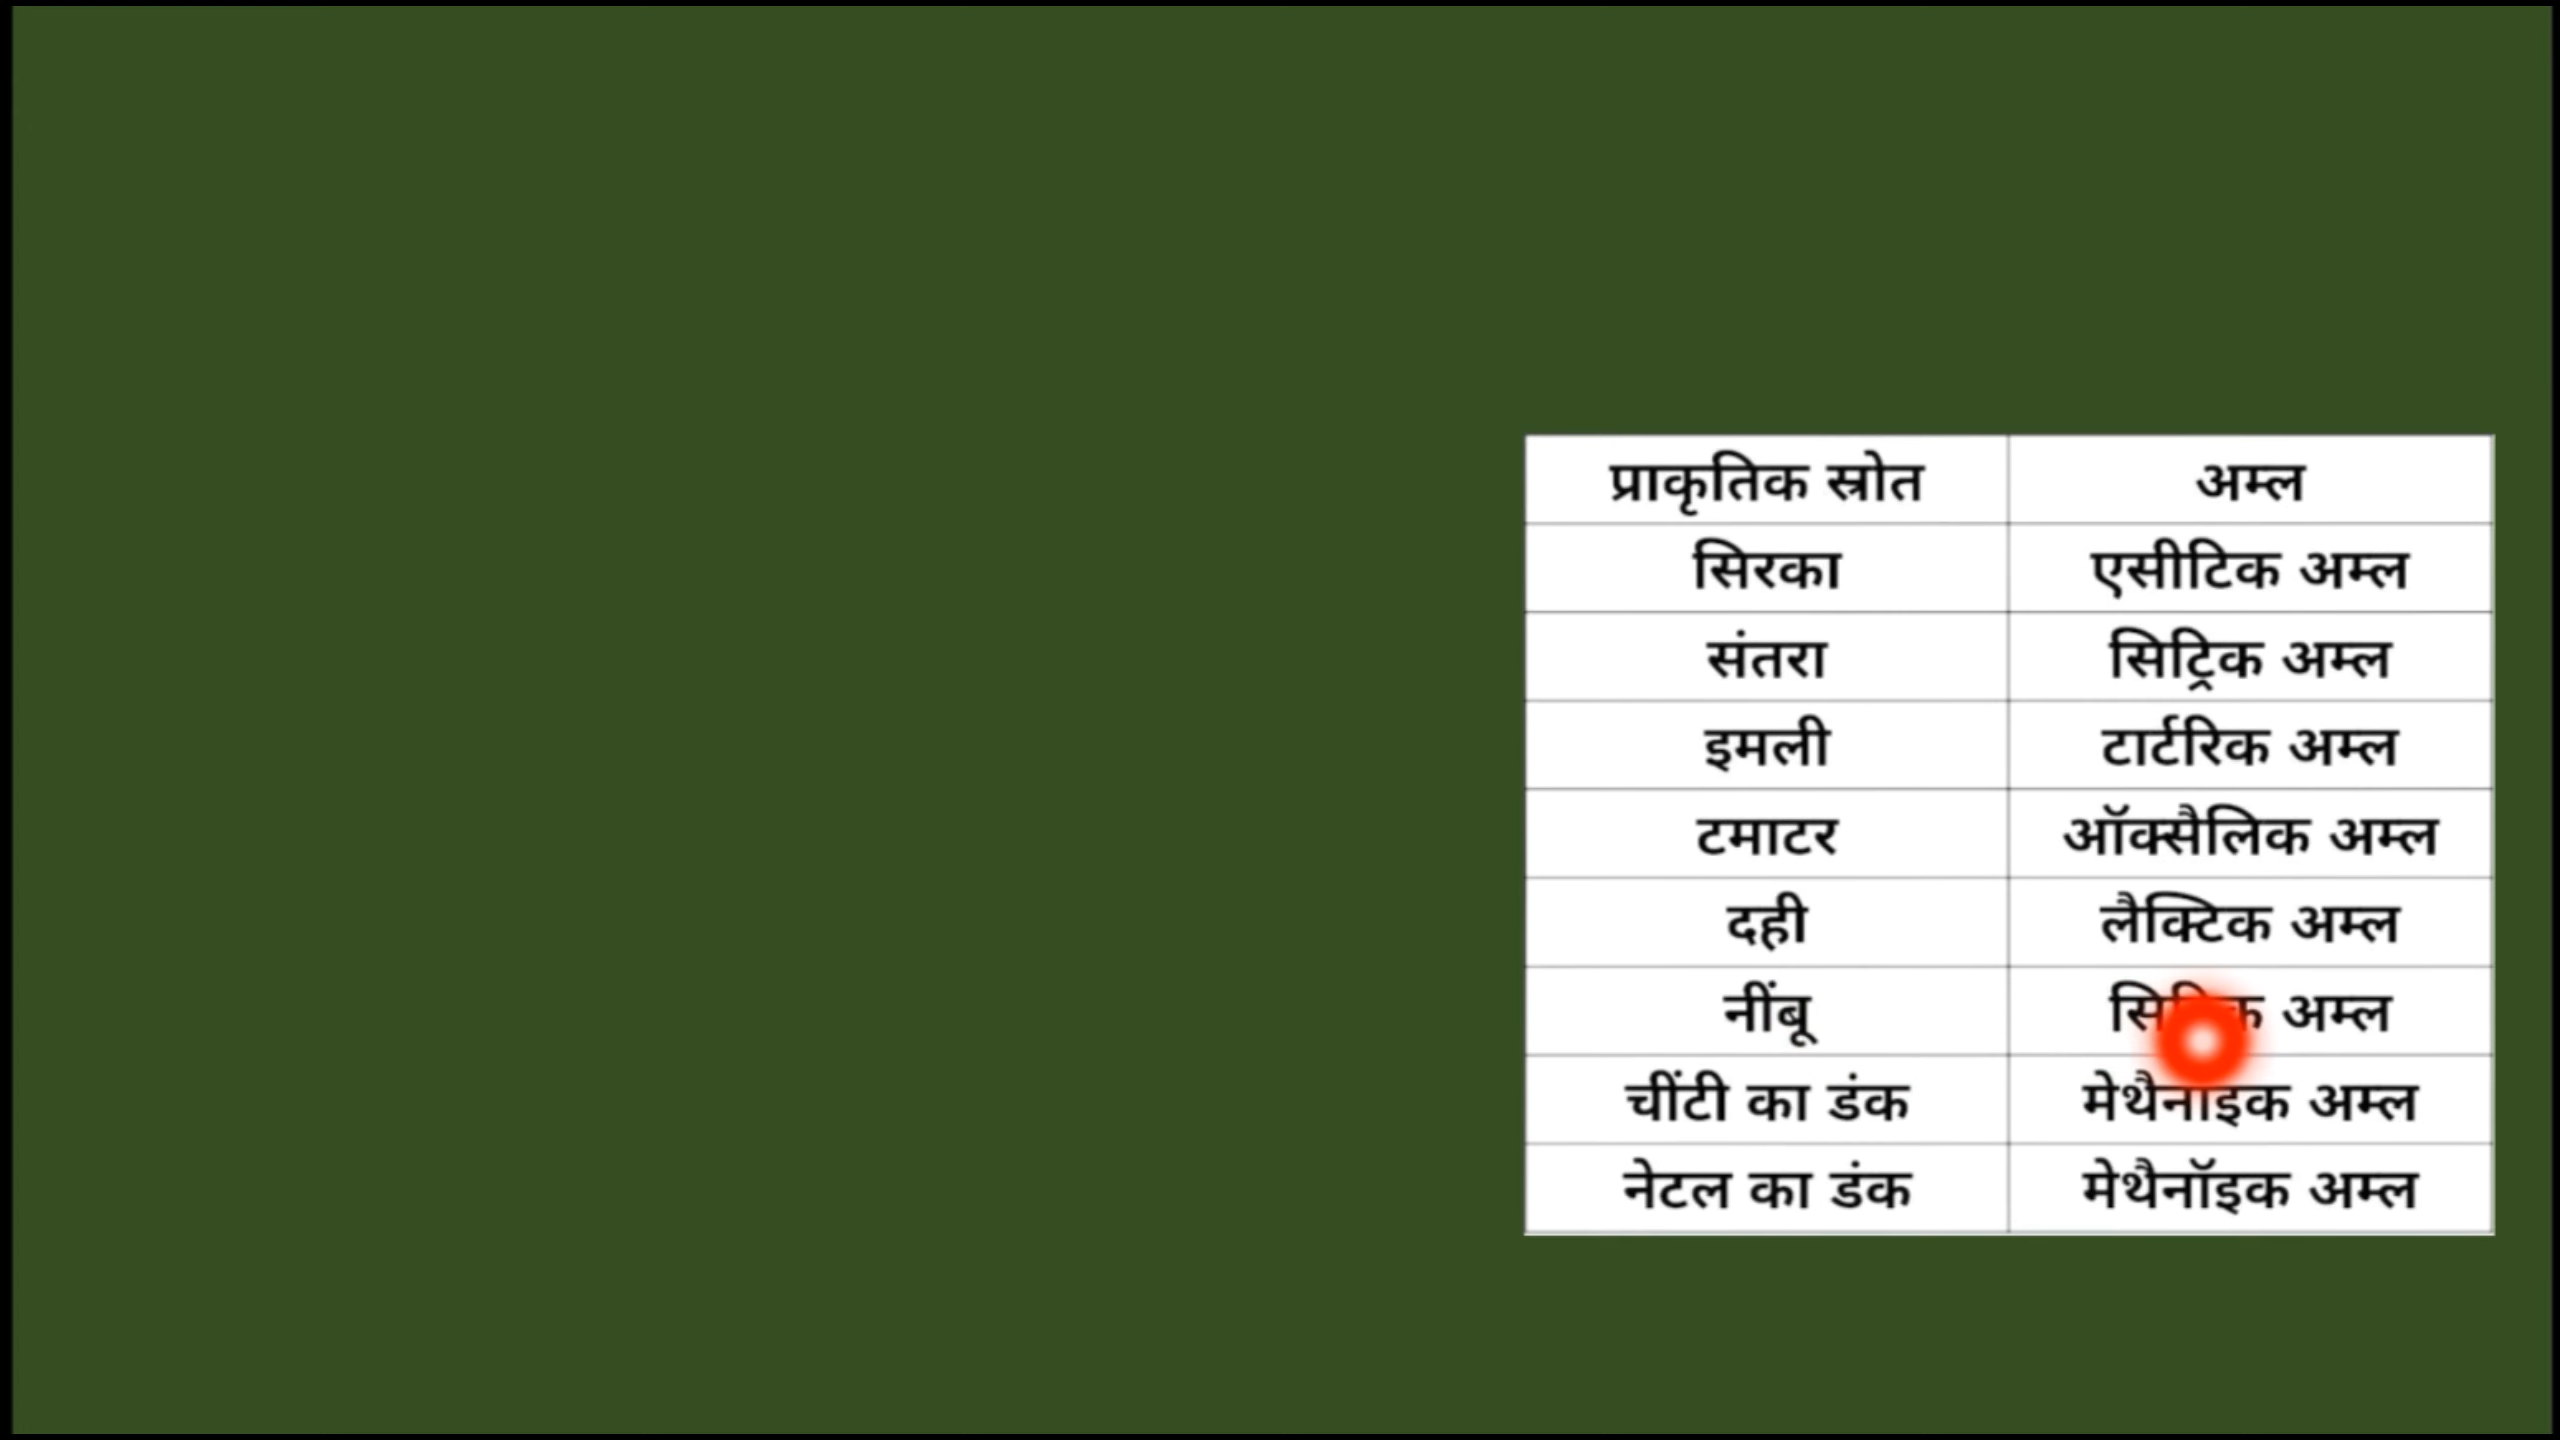 प्राकृतिक स्रोत अम्ल
सिरका एसीटिक अम्ल
संतरा सिट्रिक अम्ल
इमली टार्टरिक अम्ल
टमाटर ऑक्सैलिक अम्ल
दही लैक्टिक अम्ल
नींबू अम्ल
चींटी का डंक मेथैनॉइक अम्ल
नेटल का डंक मेथैनॉइक अम्ल